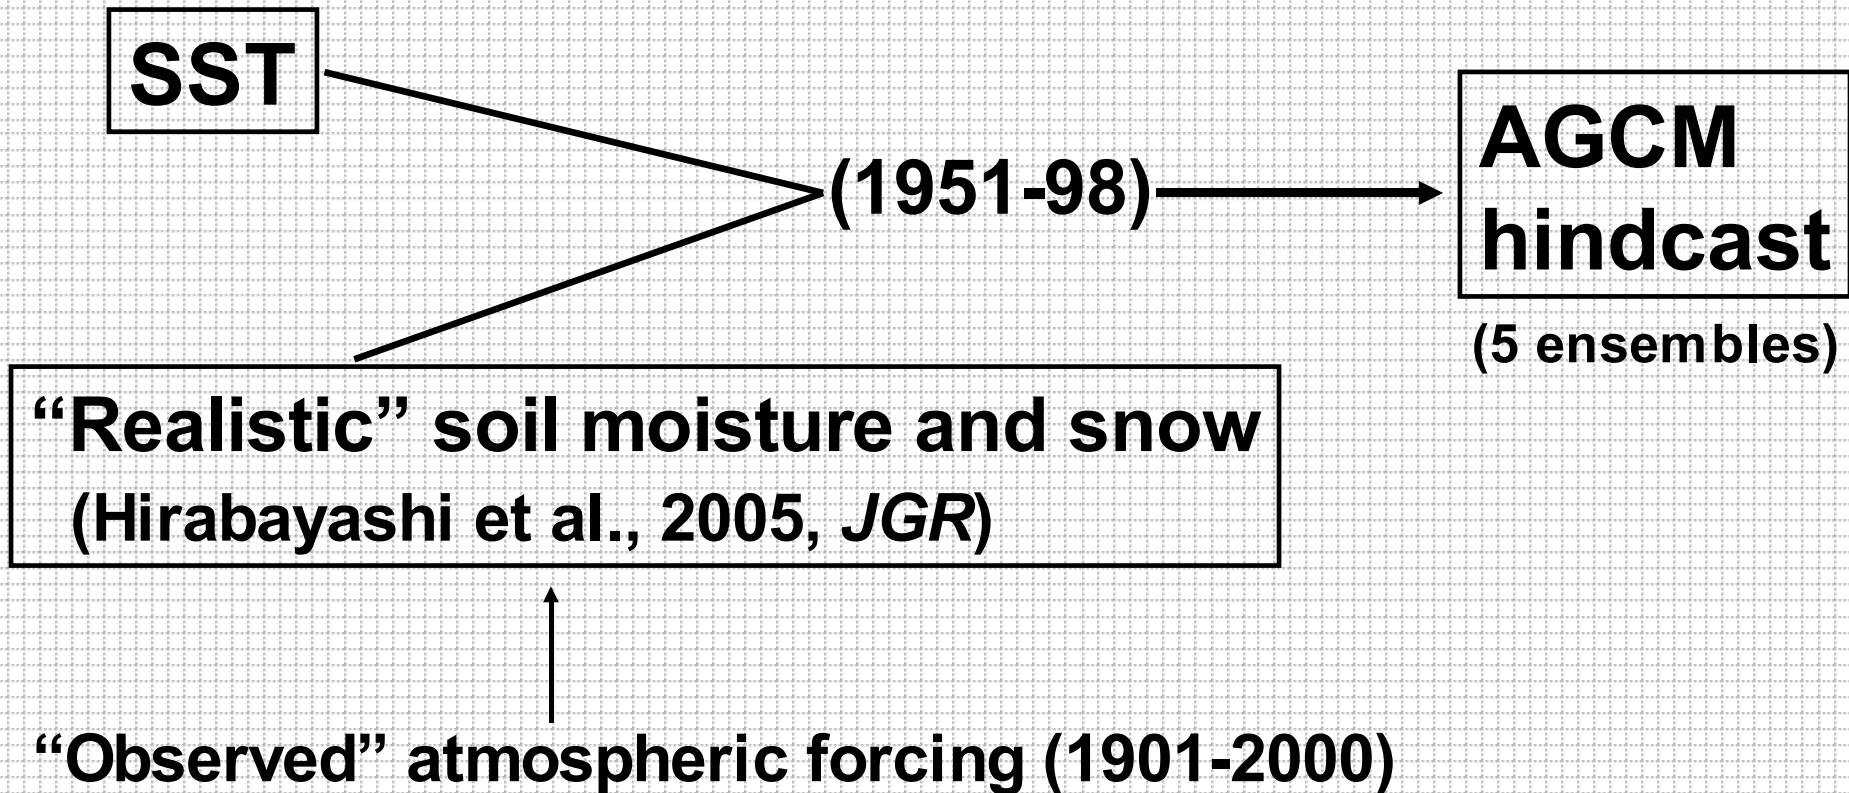 SST
(1951-98)
AGCM
hindcast
(5 ensembles)
“Realistic” soil moisture and snow
(Hirabayashi et al., 2005, JGR)
“Observed” atmospheric forcing (1901-2000)